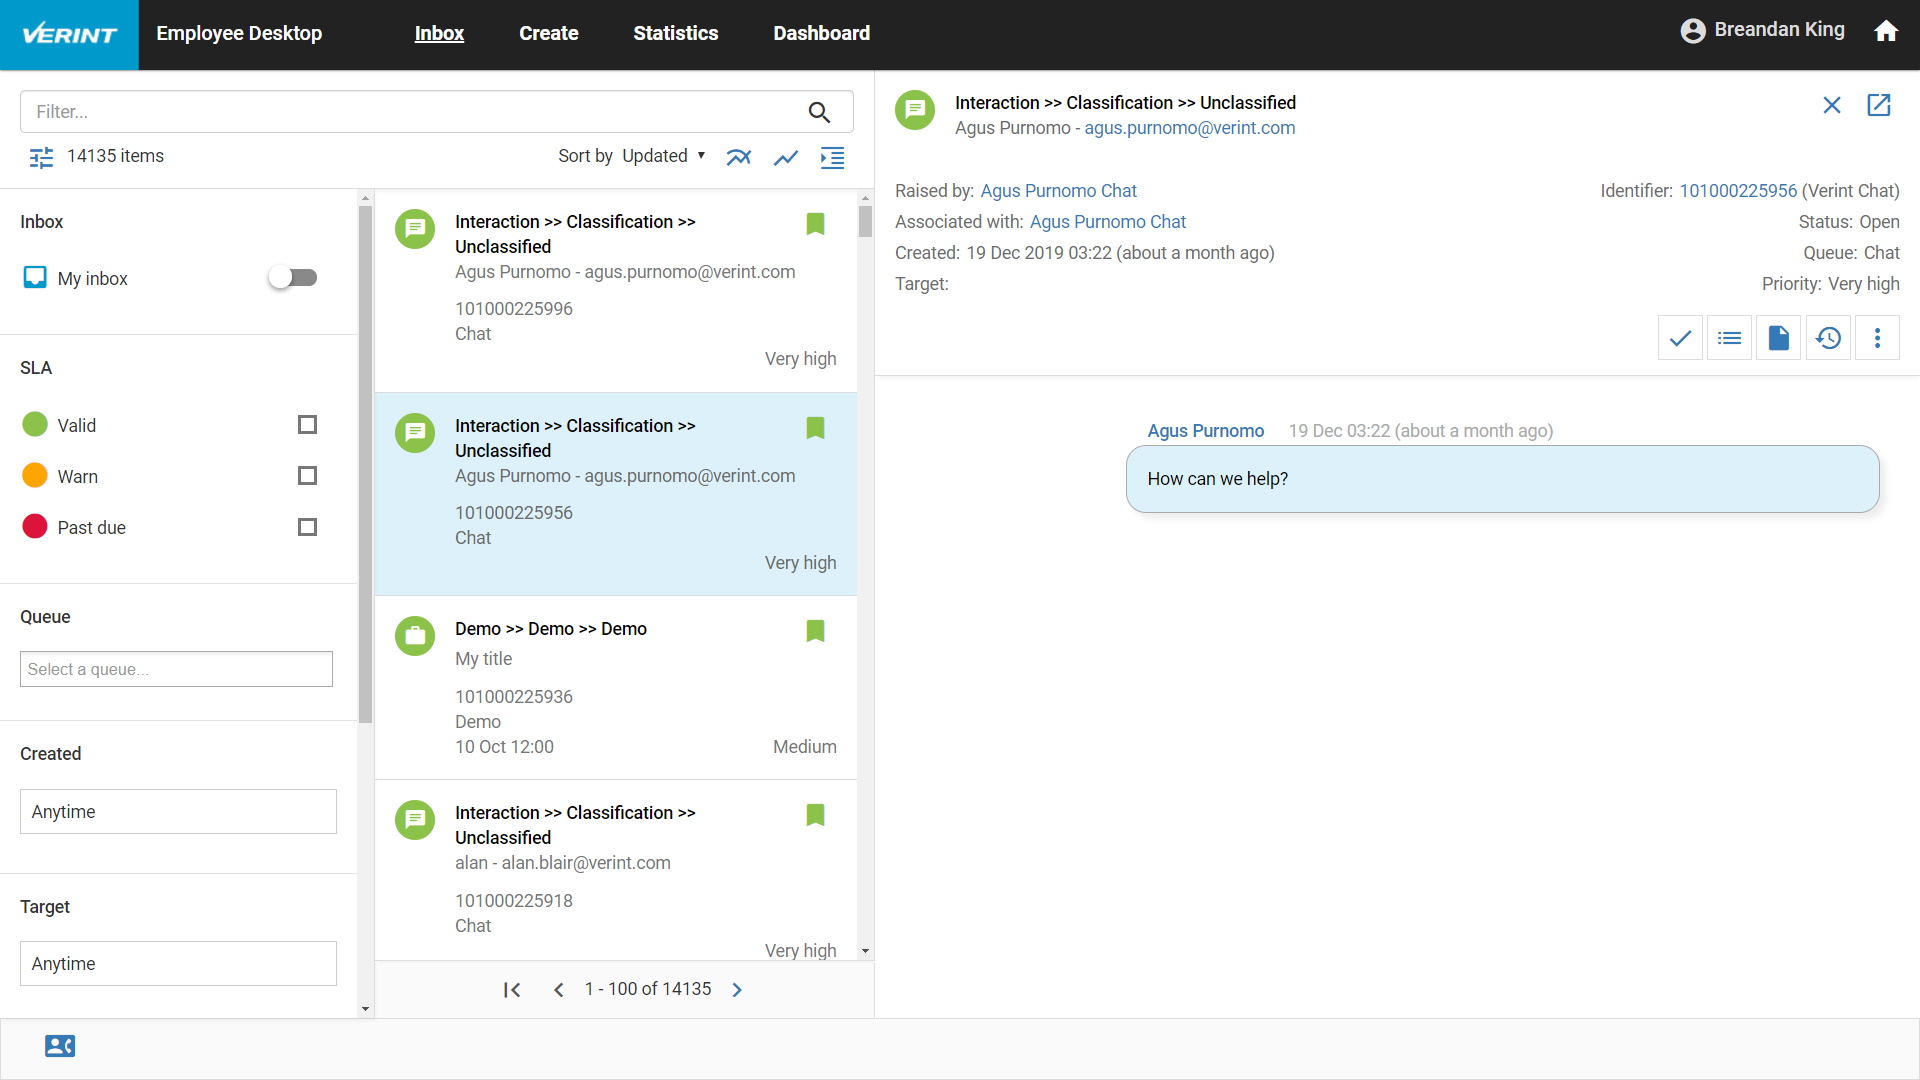 VERINT
Employee Desktop
Inbox
Create
Statistics
Dashboard
Breandan King
Filter...
14135 items
Sort by Updated
Inbox
My inbox
SLA
Valid
Warn
Past due
Queue
Select a queue...
Created
Anytime
Target
Anytime
Interaction >> Classification >>
Unclassified
Agus Purnomo - agus.purnomo@verint.com
101000225996
Chat
Very high
Interaction >> Classification >>
Unclassified
Agus Purnomo - agus.purnomo@verint.com
101000225956
Chat
Very high
Demo >> Demo >> Demo
My title
101000225936
Demo
10 Oct 12:00
Medium
Interaction >> Classification >>
Unclassified
alan - alan.blair@verint.com
101000225918
Chat
Very high
1 - 100 of 14135
Interaction >> Classification >> Unclassified
Agus Purnomo - agus.purnomo@verint.com
Raised by: Agus Purnomo Chat
Associated with: Agus Purnomo Chat
Created: 19 Dec 2019 03:22 (about a month ago)
Target:
Identifier: 101000225956 (Verint Chat)
Status: Open
Queue: Chat
Priority: Very high
Agus Purnomo 19 Dec 03:22 (about a month ago)
How can we help?